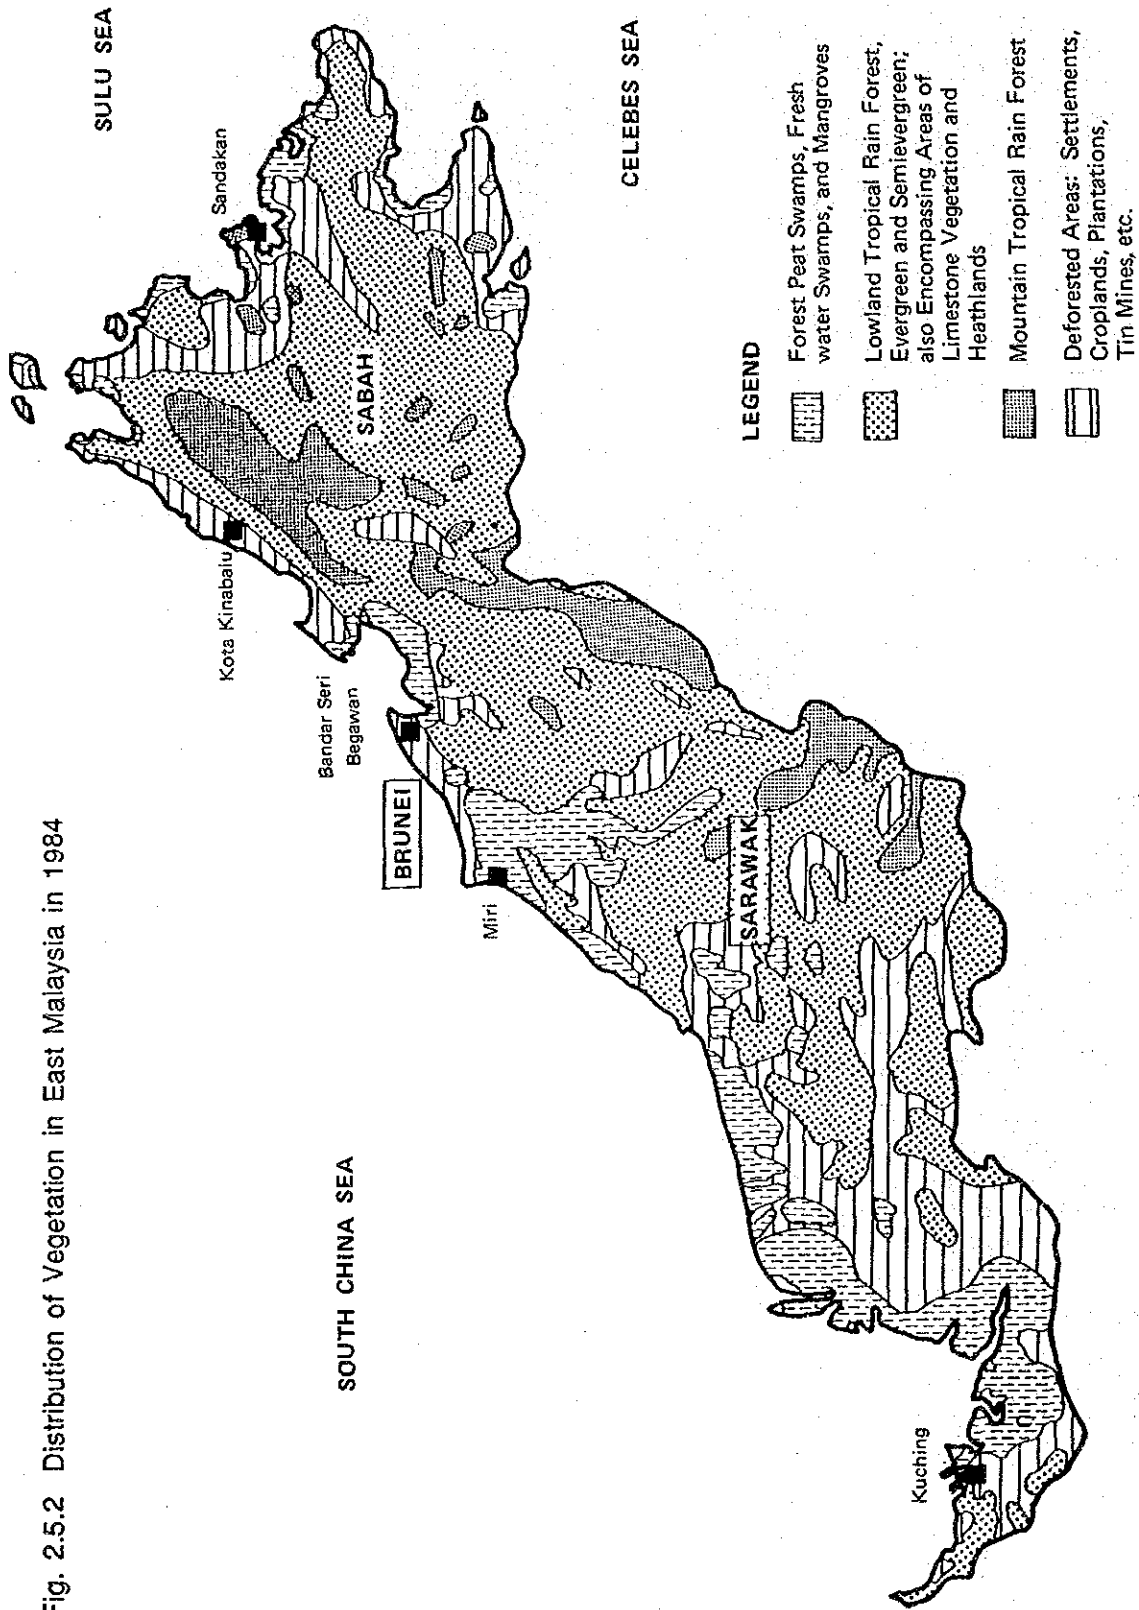 Fig. 2.5.2 Distribution of Vegetation in East Malaysia in 1984
SULU SEA
Sandakan
Kota Kinabalu
SABAH
CELEBES SEA
Bandar Seri
Begawan
BRUNEI
Miri
SARAWAK
SOUTH CHINA SEA
Kuching
LEGEND
Forest Peat Swamps, Fresh
water Swamps, and Mangroves
Lowland Tropical Rain Forest,
Evergreen and Semievergreen;
also Encompassing Areas of
Limestone Vegetation and
Heathlands
Mountain Tropical Rain Forest
Deforested Areas: Settlements,
Croplands, Plantations,
Tin Mines, etc.